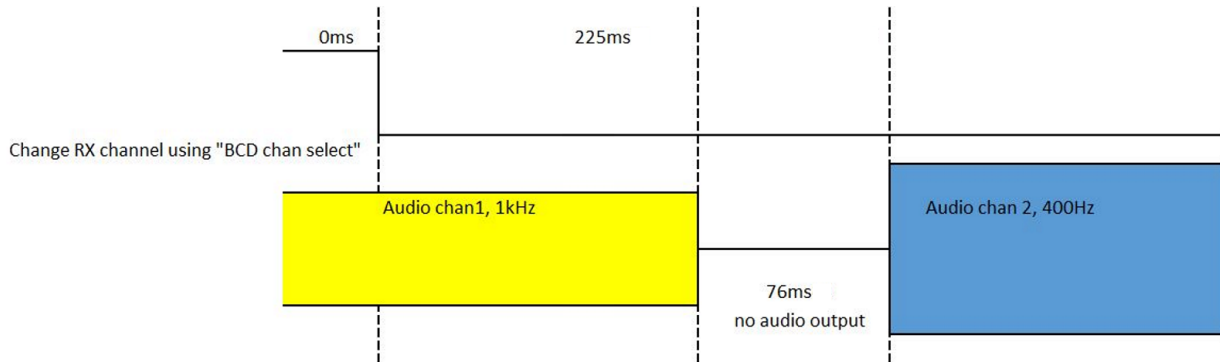 0ms
225ms
Change RX channel using "BCD chan select"
Audio chan1, 1kHz
Audio chan 2, 400Hz
76ms
no audio output